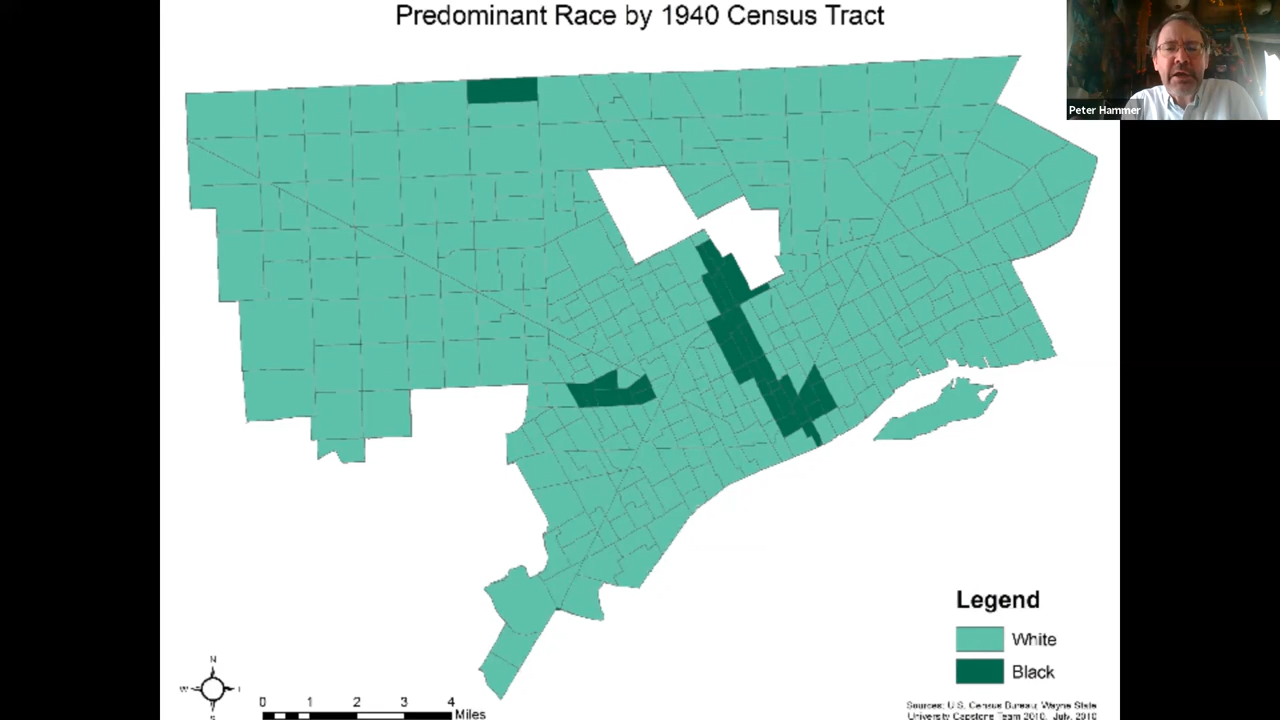 Predominant Race by 1940 Census Tract
Peter Hammer
Legend
White
Black
N
W
S
0 1 2 3 4
Miles
Sources: U.S. Census Bureau; Wayne State
University Capstone Team 2010, July, 2010